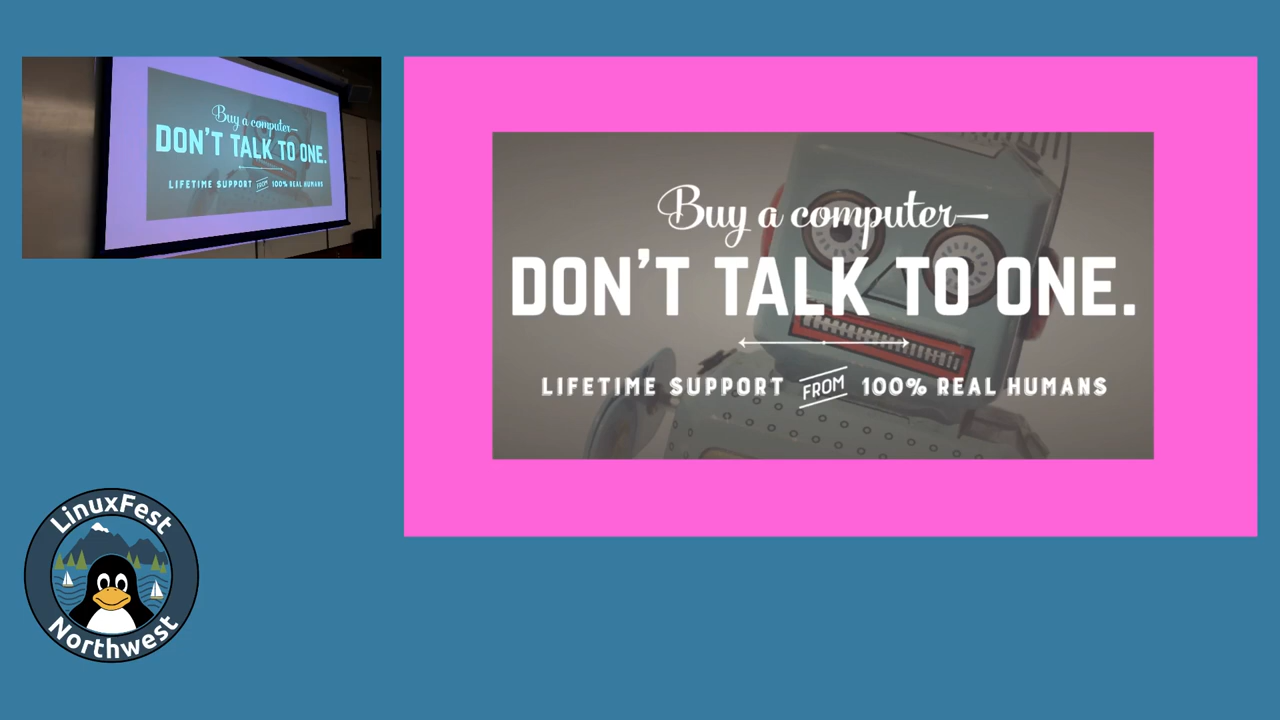 Buy a computer—
DON'T TALK TO ONE.
LIFETIME SUPPORT FROM 100% REAL HUMANS
Buy a computer—
DON'T TALK TO ONE.
LIFETIME SUPPORT FROM 100% REAL HUMANS
LinuxFest
Northwest